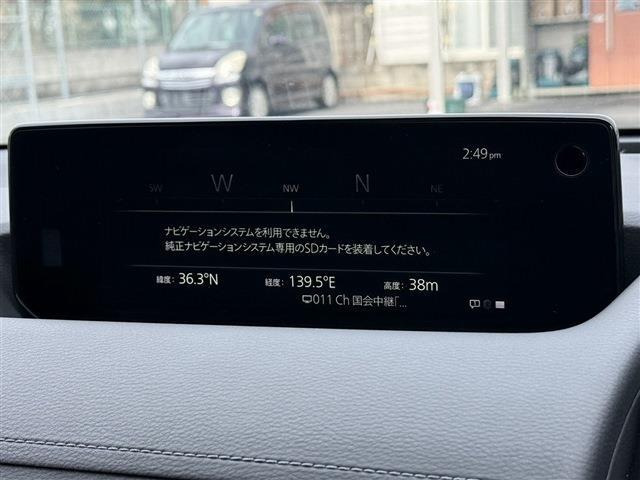 2:49 pm
SW W NW N NE
ナビゲーションシステムを利用できません。
純正ナビゲーションシステム専用のSDカードを装着してください。
緯度: 36.3°N 経度: 139.5°E 高度: 38m
011 Ch 国会中継「...